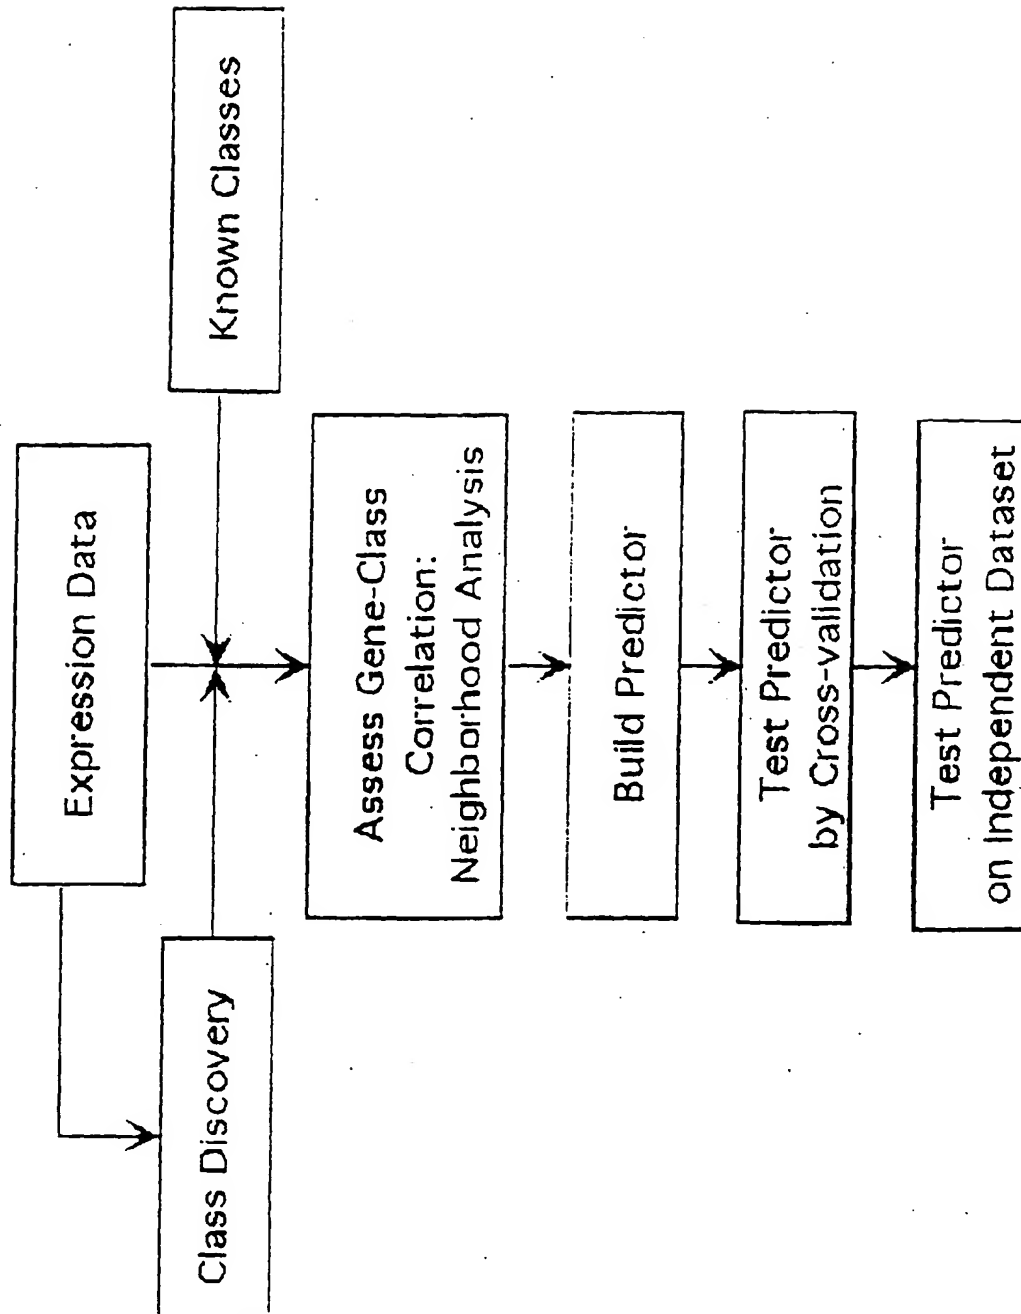 Expression Data
Class Discovery
Known Classes
Assess Gene-Class
Correlation:
Neighborhood Analysis
Build Predictor
Test Predictor
by Cross-validation
Test Predictor
on Independent Dataset